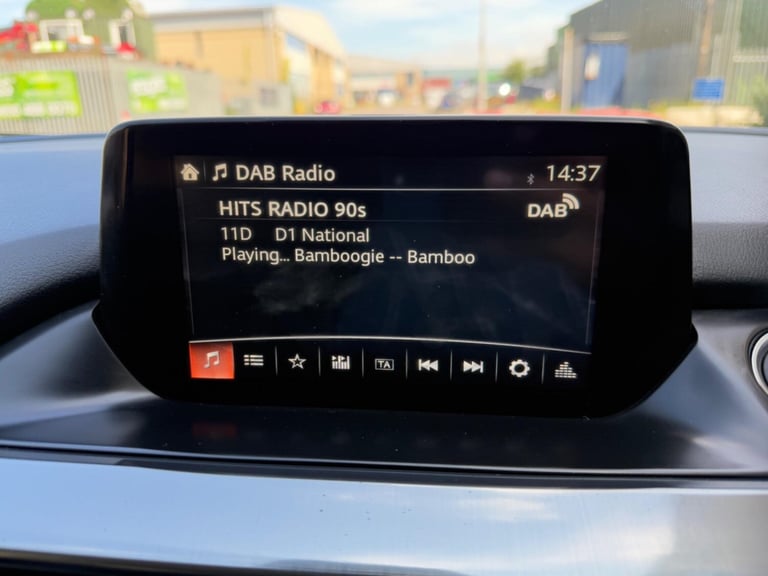 DAB Radio
14:37
HITS RADIO 90s
DAB
11D D1 National
Playing... Bamboogie -- Bamboo
TA